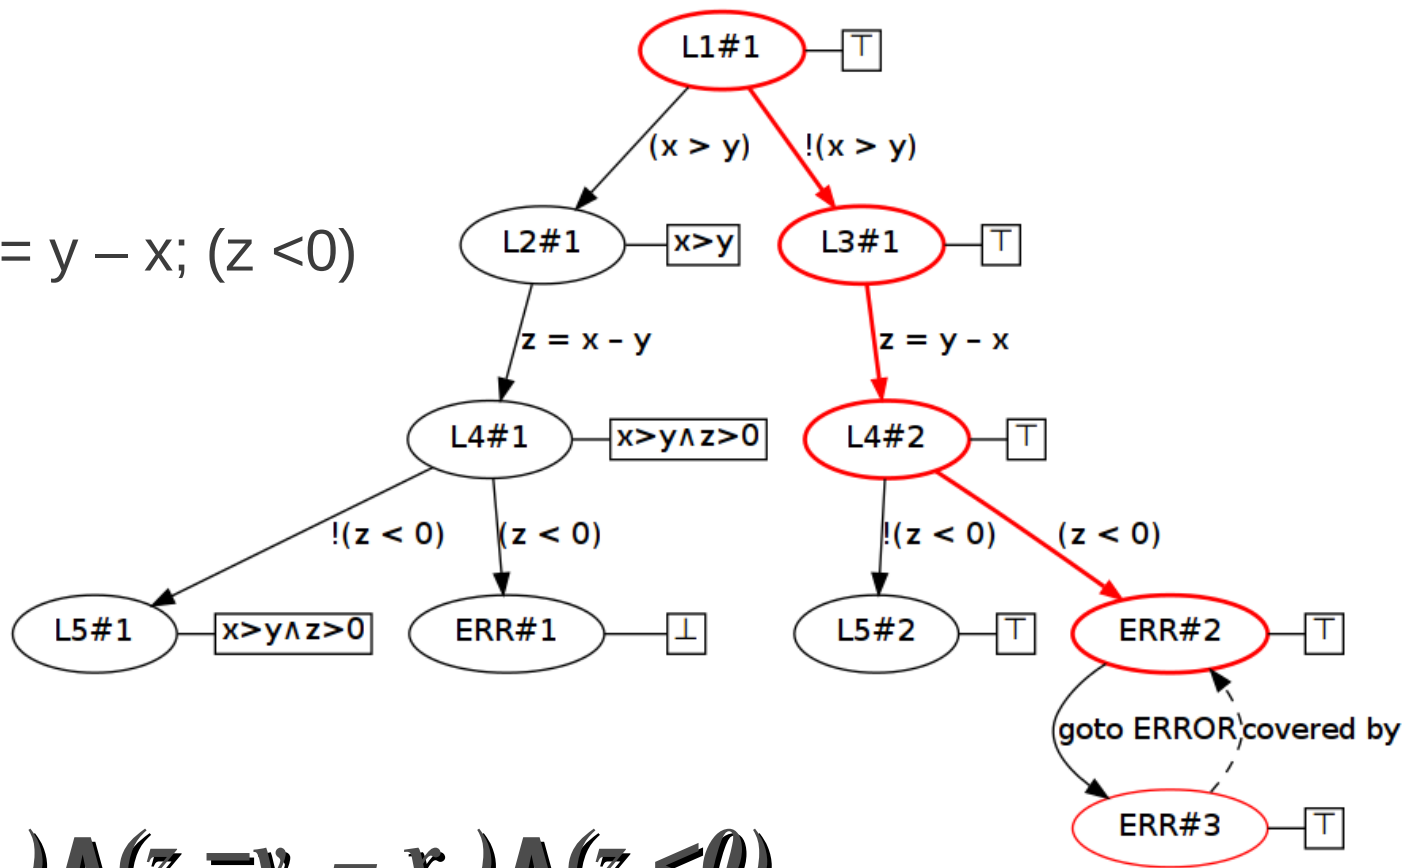 L1#1 ⊤
(x > y) !(x > y)
= y – x; (z <0)
L2#1 x>y L3#1 ⊤
z = x – y z = y – x
L4#1 x>y∧z>0 L4#2 ⊤
!(z < 0) (z < 0) !(z < 0) (z < 0)
L5#1 x>y∧z>0 ERR#1 ⊥ L5#2 ⊤ ERR#2 ⊤
goto ERROR covered by
ERR#3 ⊤
)∧(z =y – x )∧(z <0)